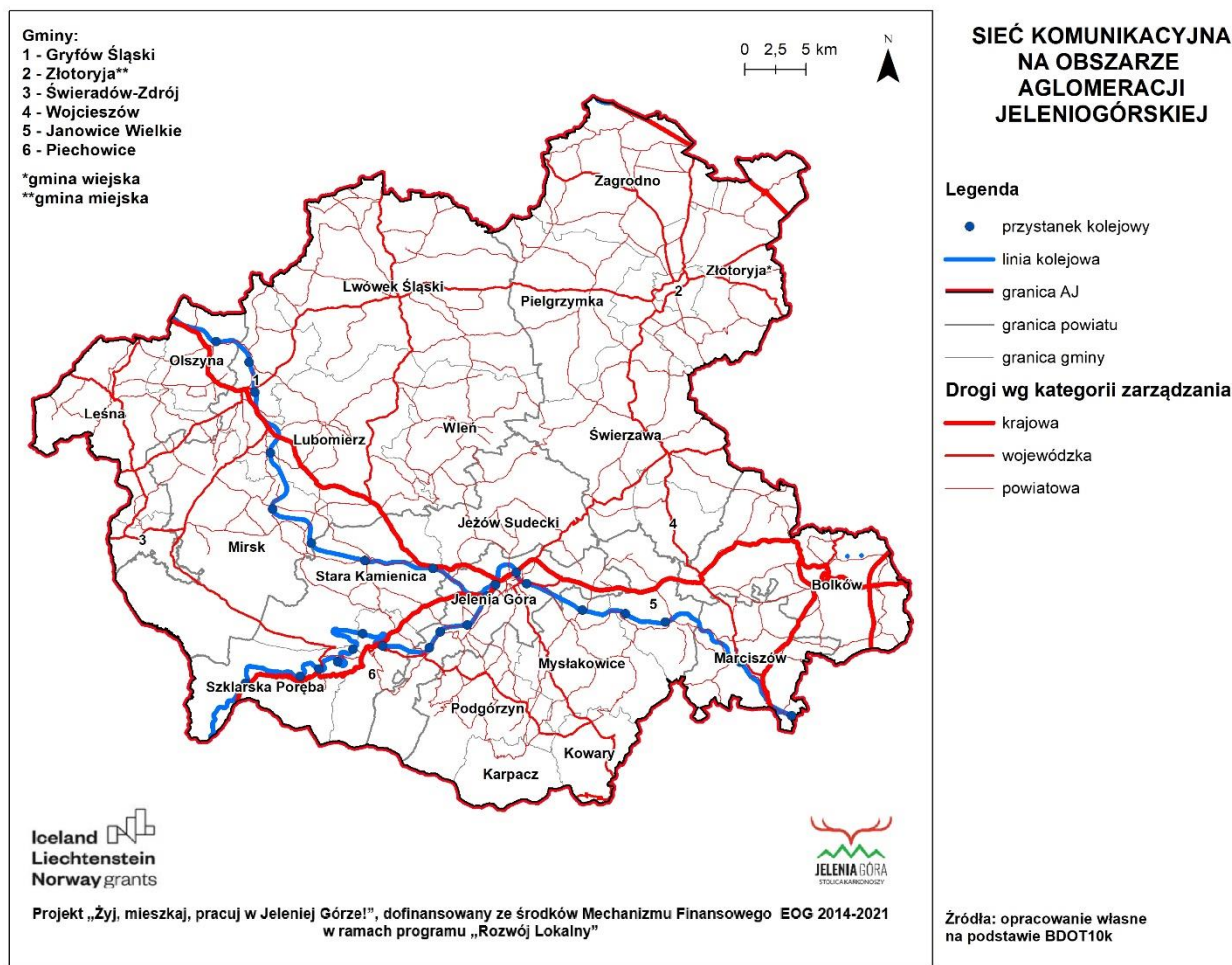 Gminy:
1 - Gryfów Śląski
2 - Złotoryja**
3 - Świeradów-Zdrój
4 - Wojcieszów
5 - Janowice Wielkie
6 - Piechowice
*gmina wiejska
**gmina miejska
0 2,5 5 km
N
SIEĆ KOMUNIKACYJNA
NA OBSZARZE
AGLOMERACJI
JELENIOGÓRSKIEJ
Legenda
przystanek kolejowy
linia kolejowa
granica AJ
granica powiatu
granica gminy
Drogi wg kategorii zarządzania
krajowa
wojewódzka
powiatowa
Zagrodno
Złotoryja*
Lwówek Śląski
Pielgrzymka
2
Olszyna
1
Leśna
Lubomierz
Wleń
Świerzawa
Jeżów Sudecki
4
3
Mirsk
Stara Kamienica
Bolków
Jelenia Góra
5
Mysłakowice
Marciszów
6
Szklarska Poręba
Podgórzyn
Kowary
Karpacz
Iceland
Liechtenstein
Norway grants
JELENIA GÓRA
STOLICA KARKONOSZY
Projekt „Żyj, mieszkaj, pracuj w Jeleniej Górze!”, dofinansowany ze środków Mechanizmu Finansowego EOG 2014-2021
w ramach programu „Rozwój Lokalny”
Źródła: opracowanie własne
na podstawie BDOT10k